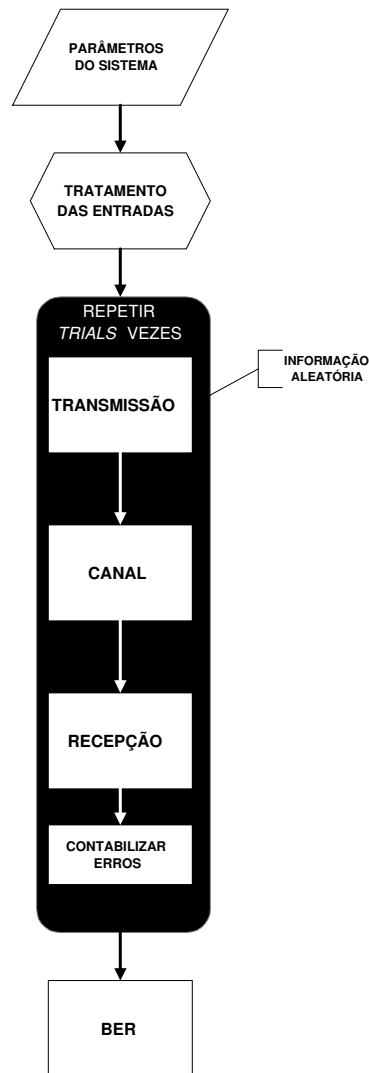 PARÂMETROS
DO SISTEMA
TRATAMENTO
DAS ENTRADAS
REPETIR
TRIALS VEZES
INFORMAÇÃO
ALEATÓRIA
TRANSMISSÃO
CANAL
RECEPÇÃO
CONTABILIZAR
ERROS
BER